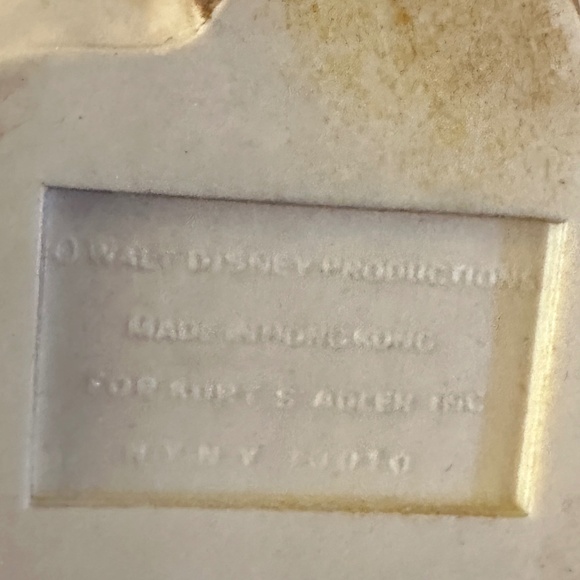 © WALT DISNEY PRODUCTIONS
MADE IN HONG KONG
FOR KURT S ADLER INC
N Y N Y 10010